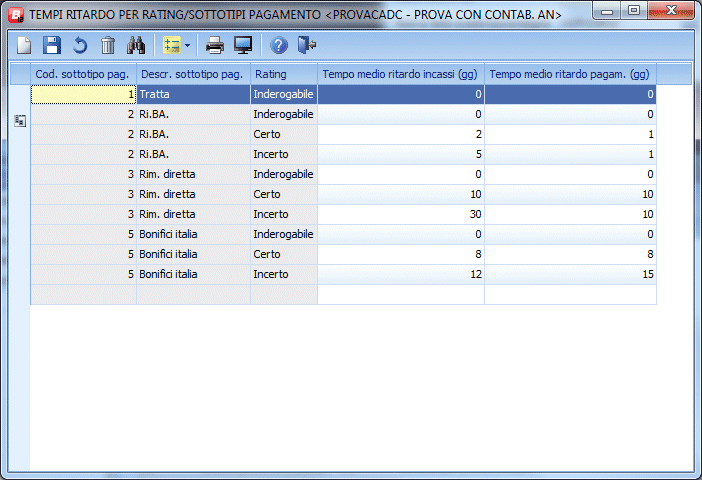 TEMPI RITARDO PER RATING/SOTTOTIPI PAGAMENTO <PROVACADC - PROVA CON CONTAB. AN>
Cod. sottotipo pag. Descr. sottotipo pag. Rating Tempo medio ritardo incassi (gg) Tempo medio ritardo pagam. (gg)
1 Tratta Inderogabile 0 0
2 Ri.BA. Inderogabile 0 0
2 Ri.BA. Certo 2 1
2 Ri.BA. Incerto 5 1
3 Rim. diretta Inderogabile 0 0
3 Rim. diretta Certo 10 10
3 Rim. diretta Incerto 30 10
5 Bonifici italia Inderogabile 0 0
5 Bonifici italia Certo 8 8
5 Bonifici italia Incerto 12 15